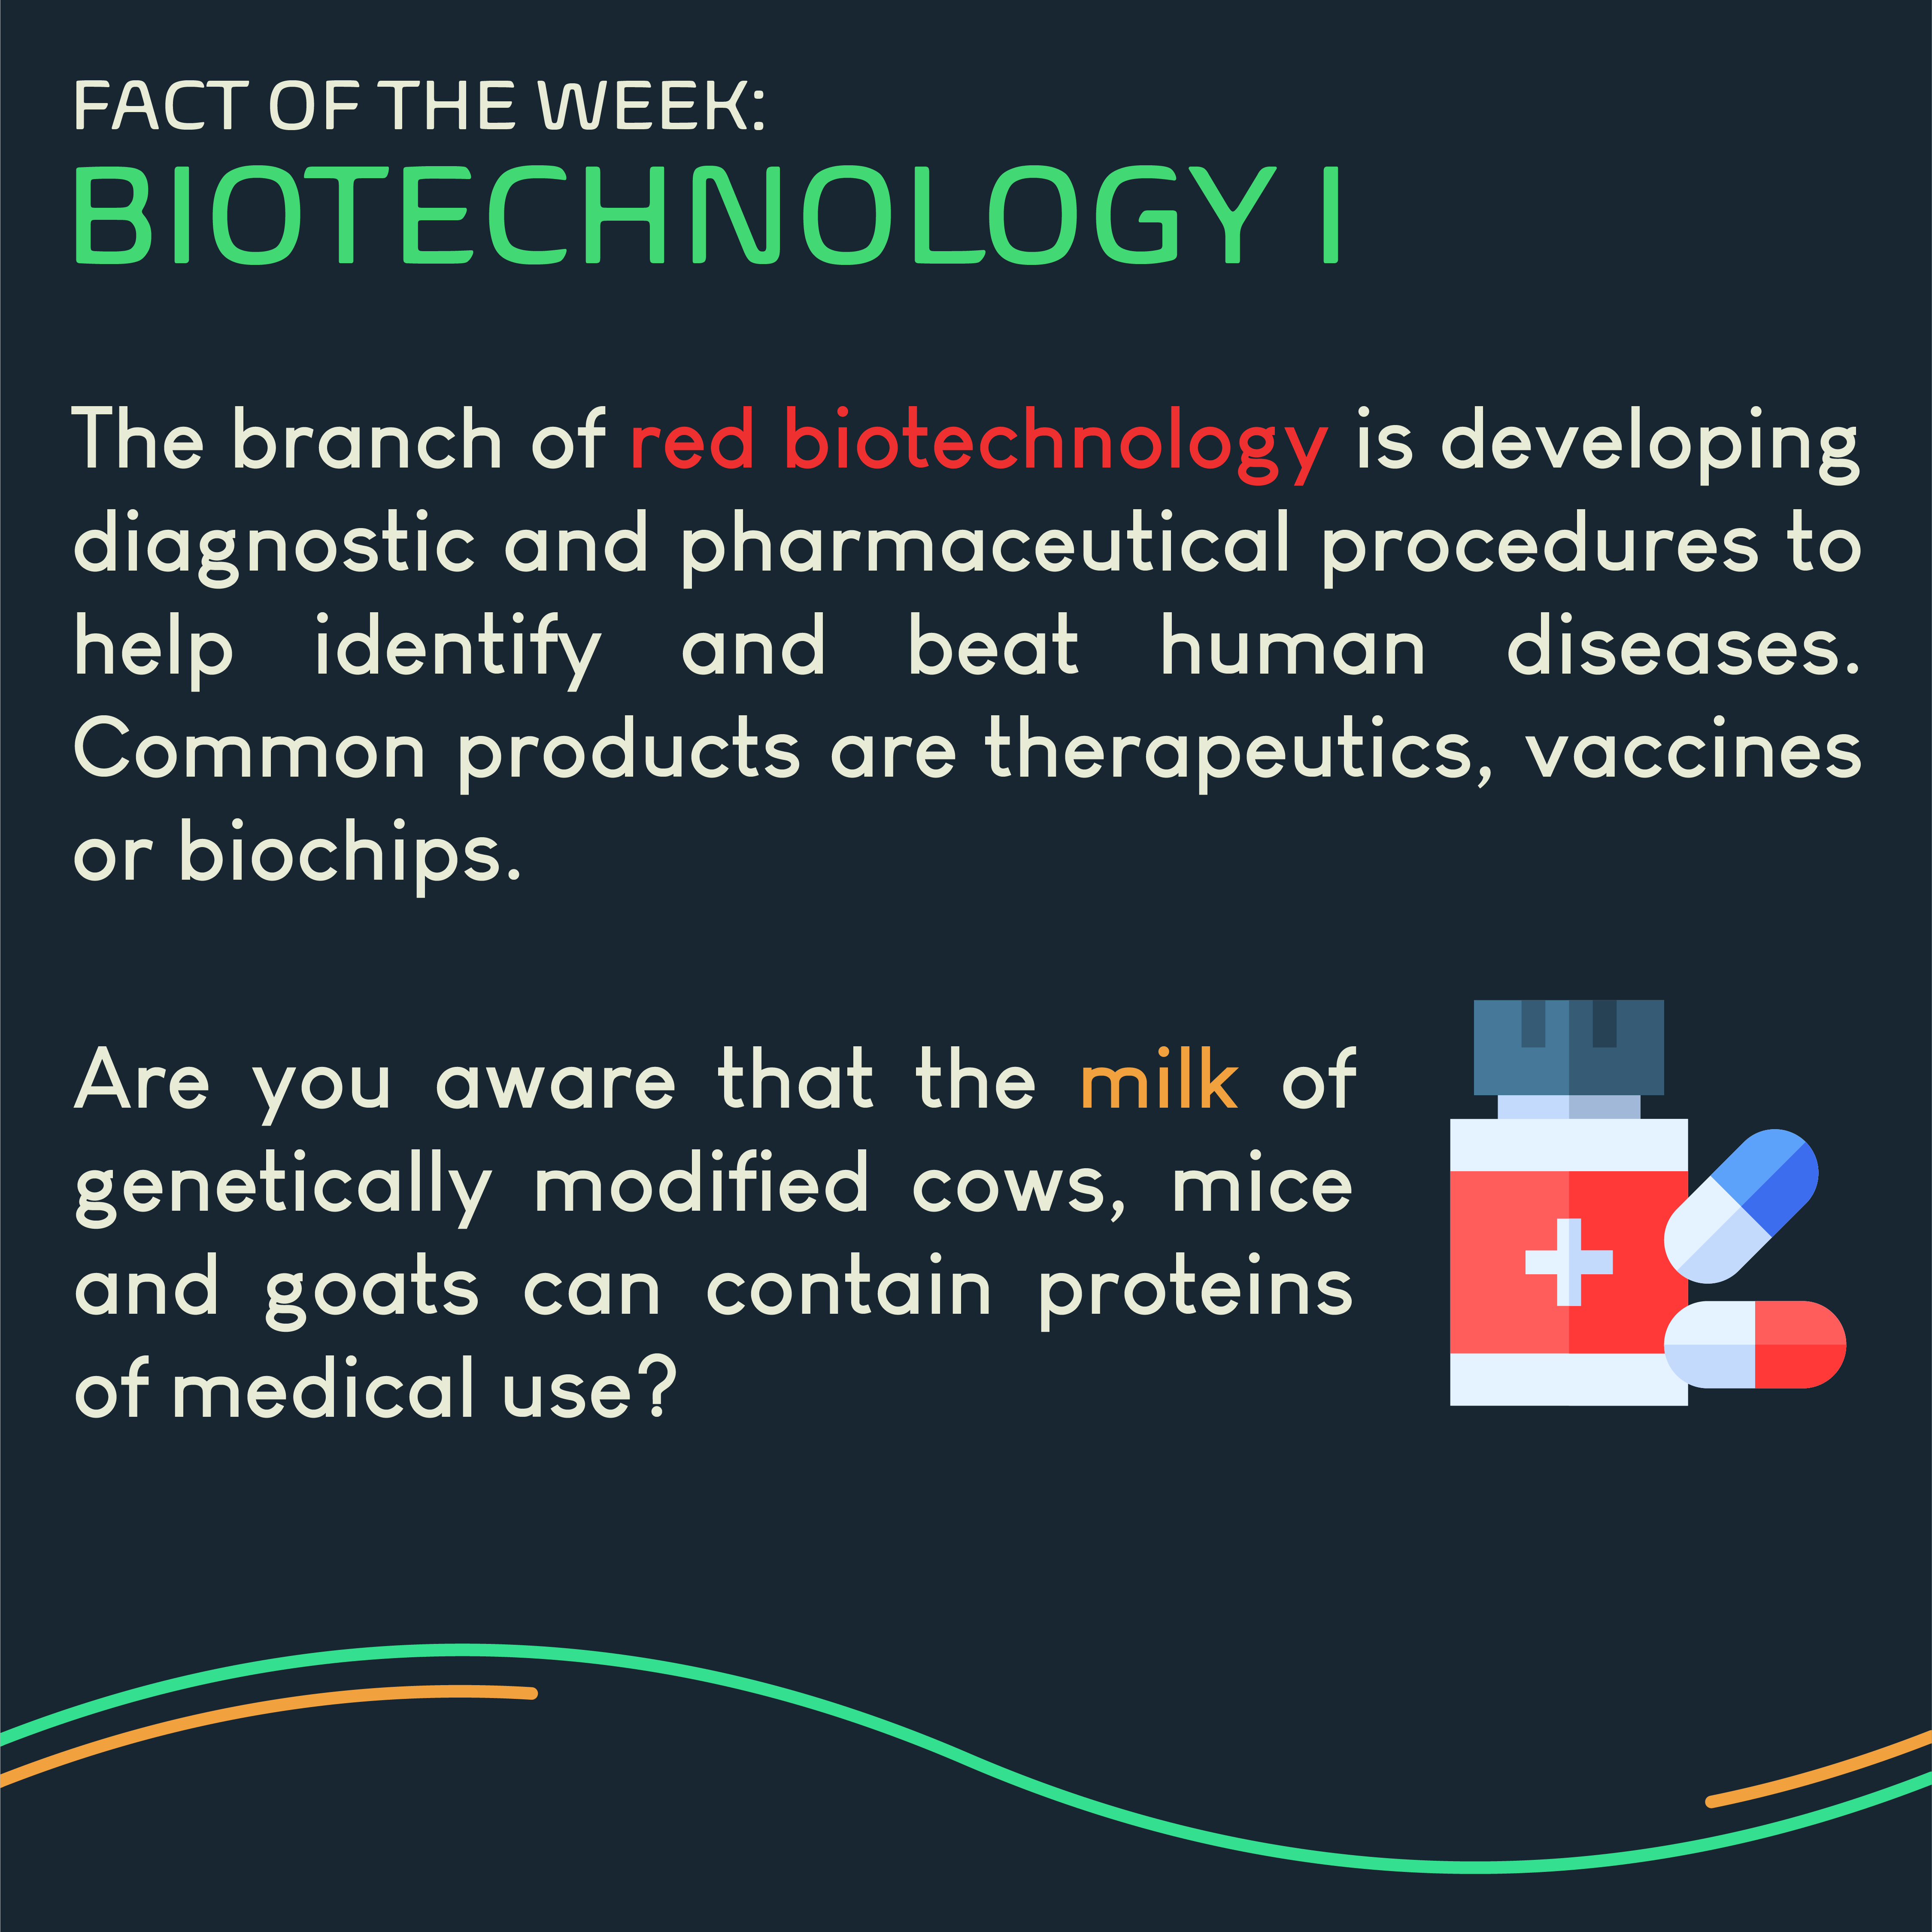 FACT OF THE WEEK:
BIOTECHNOLOGY I
The branch of red biotechnology is developing
diagnostic and pharmaceutical procedures to
help identify and beat human diseases.
Common products are therapeutics, vaccines
or biochips.
Are you aware that the milk of
genetically modified cows, mice
and goats can contain proteins
of medical use?